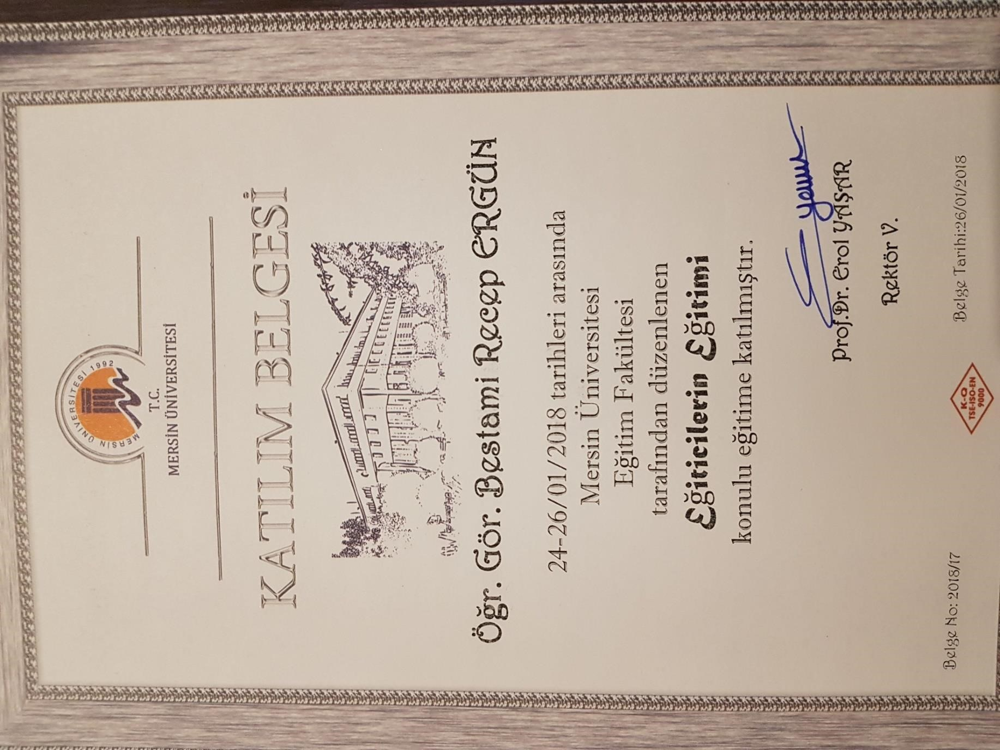 MERSİN ÜNİVERSİTESİ 1992
T.C.
MERSİN ÜNİVERSİTESİ
KATILIM BELGESİ
Öğr. Gör. Bestami Recep ERGÜN
24-26/01/2018 tarihleri arasında
Mersin Üniversitesi
Eğitim Fakültesi
tarafından düzenlenen
Eğiticilerin Eğitimi
konulu eğitime katılmıştır.
Prof.Dr. Erol YAŞAR
Rektör V.
Belge No: 2018/17
K-Q
TSE-ISO-EN
9000
Belge Tarihi:26/01/2018